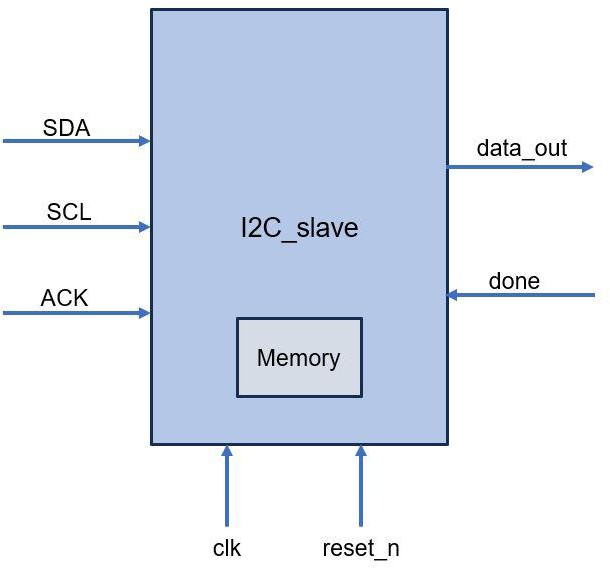 SDA
data_out
SCL
I2C_slave
done
ACK
Memory
clk
reset_n